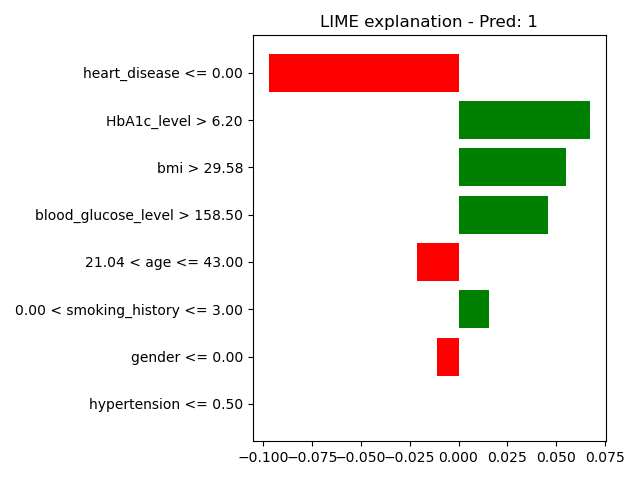 LIME explanation - Pred: 1
heart_disease <= 0.00
HbA1c_level > 6.20
bmi > 29.58
blood_glucose_level > 158.50
21.04 < age <= 43.00
0.00 < smoking_history <= 3.00
gender <= 0.00
hypertension <= 0.50
−0.100 −0.075 −0.050 −0.025 0.000 0.025 0.050 0.075